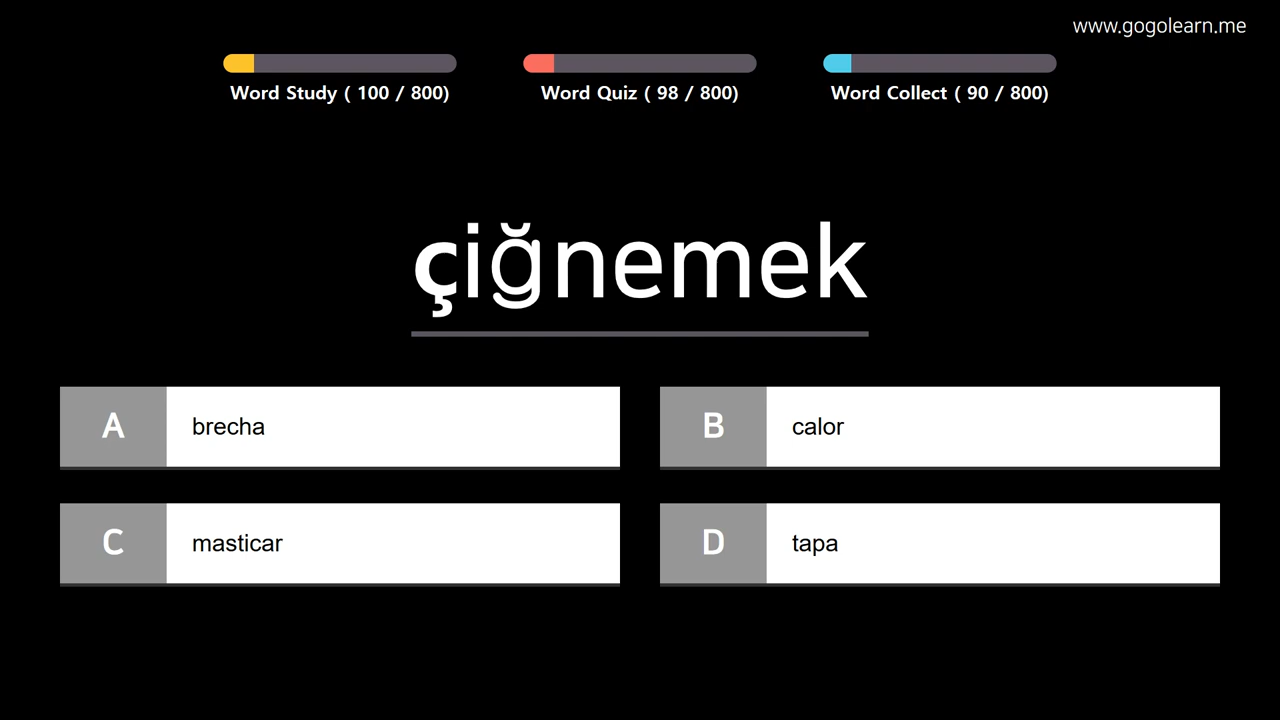 www.gogolearn.me
Word Study ( 100 / 800)
Word Quiz ( 98 / 800)
Word Collect ( 90 / 800)
çiğnemek
A brecha
B calor
C masticar
D tapa